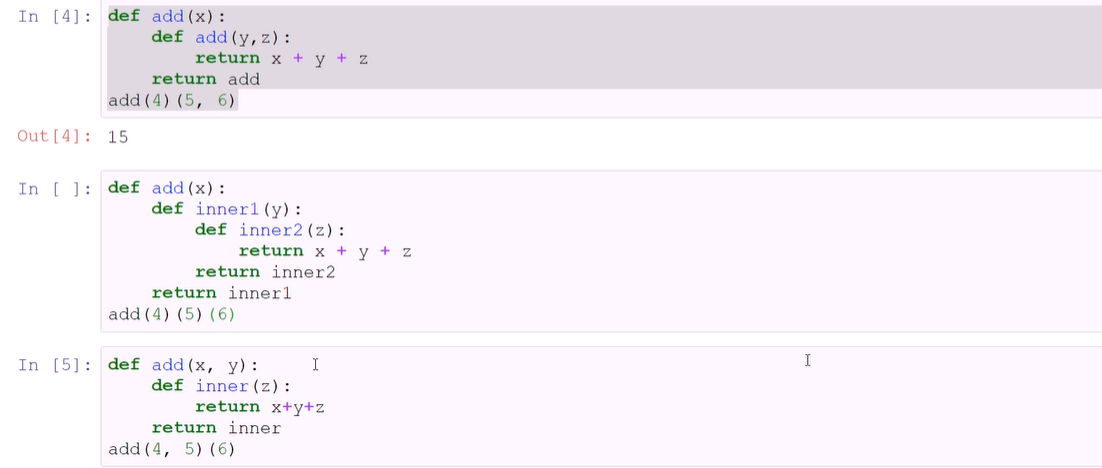 In [4]: def add(x):
    def add(y,z):
        return x + y + z
    return add
add(4)(5, 6)
Out[4]: 15
In [ ]: def add(x):
    def inner1(y):
        def inner2(z):
            return x + y + z
        return inner2
    return inner1
add(4)(5)(6)
In [5]: def add(x, y):
    def inner(z):
        return x+y+z
    return inner
add(4, 5)(6)